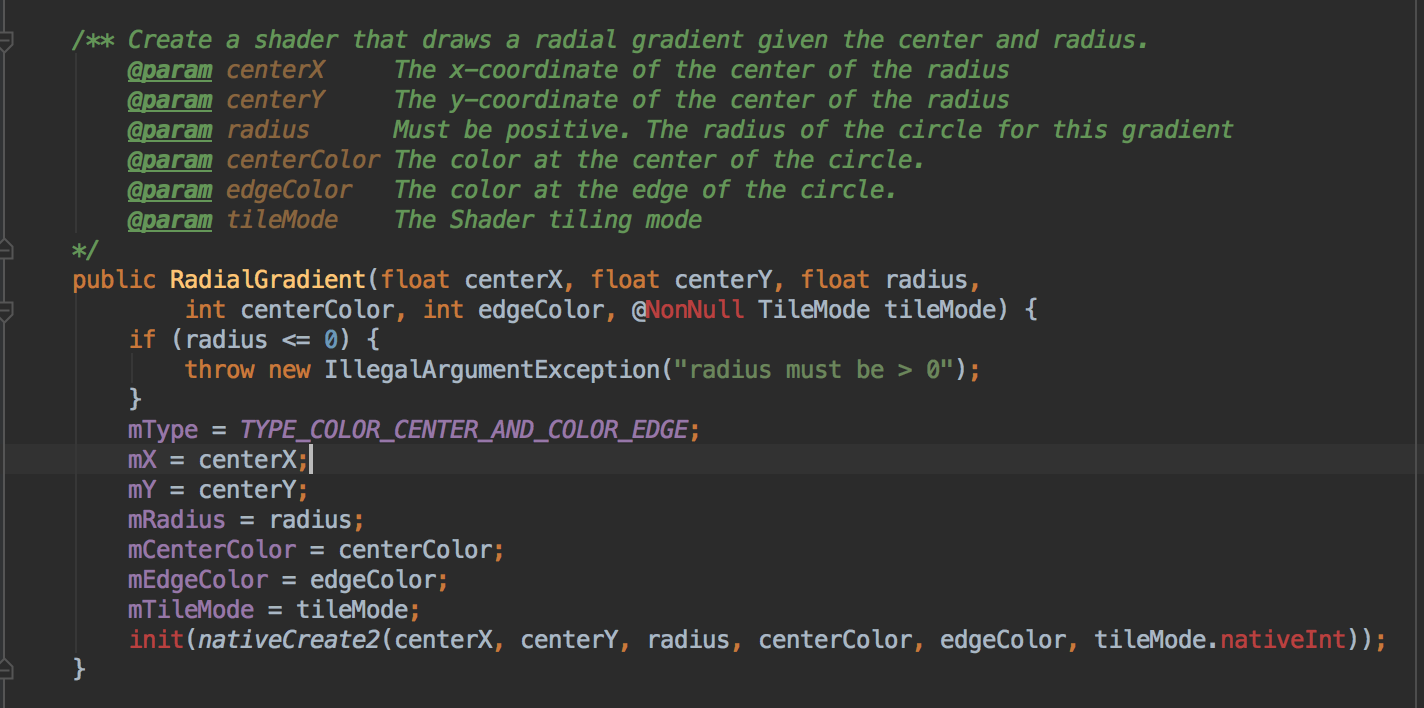 /** Create a shader that draws a radial gradient given the center and radius.
    @param centerX     The x-coordinate of the center of the radius
    @param centerY     The y-coordinate of the center of the radius
    @param radius      Must be positive. The radius of the circle for this gradient
    @param centerColor The color at the center of the circle.
    @param edgeColor   The color at the edge of the circle.
    @param tileMode    The Shader tiling mode
*/
public RadialGradient(float centerX, float centerY, float radius,
        int centerColor, int edgeColor, @NonNull TileMode tileMode) {
    if (radius <= 0) {
        throw new IllegalArgumentException("radius must be > 0");
    }
    mType = TYPE_COLOR_CENTER_AND_COLOR_EDGE;
    mX = centerX;
    mY = centerY;
    mRadius = radius;
    mCenterColor = centerColor;
    mEdgeColor = edgeColor;
    mTileMode = tileMode;
    init(nativeCreate2(centerX, centerY, radius, centerColor, edgeColor, tileMode.nativeInt));
}